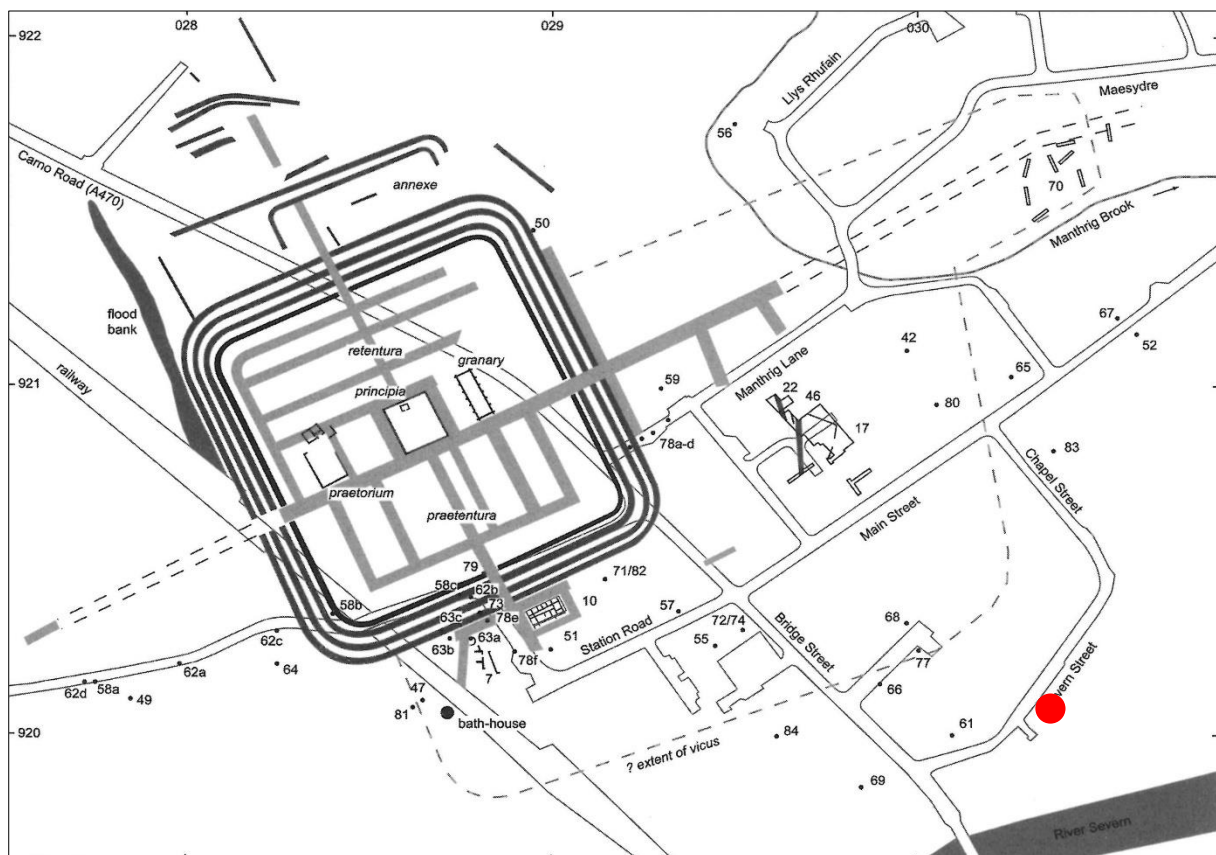 028
029
030
922
Llys Rhufain
Maesydre
56
Carno Road (A470)
annexe
70
50
Manthrig Brook
flood
bank
67
52
railway
retentura
granary
42
921
principia
59
Manthrig Lane
22
46
65
80
17
78a-d
83
Chapel Street
praetorium
praetentura
Main Street
79
71/82
58c
62b
58b
73
10
63c
78e
57
62c
72/74
68
63b
63a
51
Station Road
55
Bridge Street
62a
64
78f
77
7
62d
58a
49
47
66
vern Street
81
bath-house
920
84
61
? extent of vicus
69
River Severn